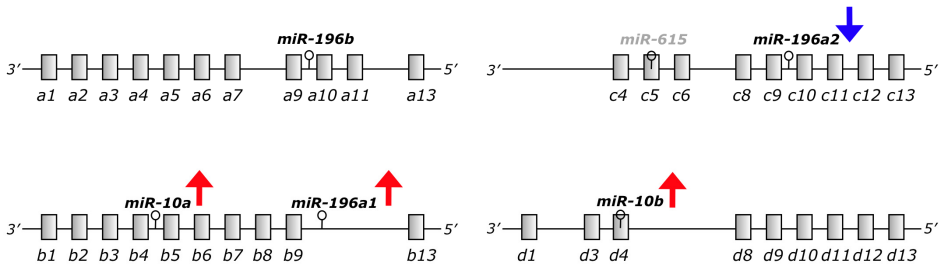 miR-196b
3′ 5′
a1 a2 a3 a4 a5 a6 a7 a9 a10 a11 a13
miR-615 miR-196a2
3′ 5′
c4 c5 c6 c8 c9 c10 c11 c12 c13
miR-10a miR-196a1
3′ 5′
b1 b2 b3 b4 b5 b6 b7 b8 b9 b13
miR-10b
3′ 5′
d1 d3 d4 d8 d9 d10 d11 d12 d13